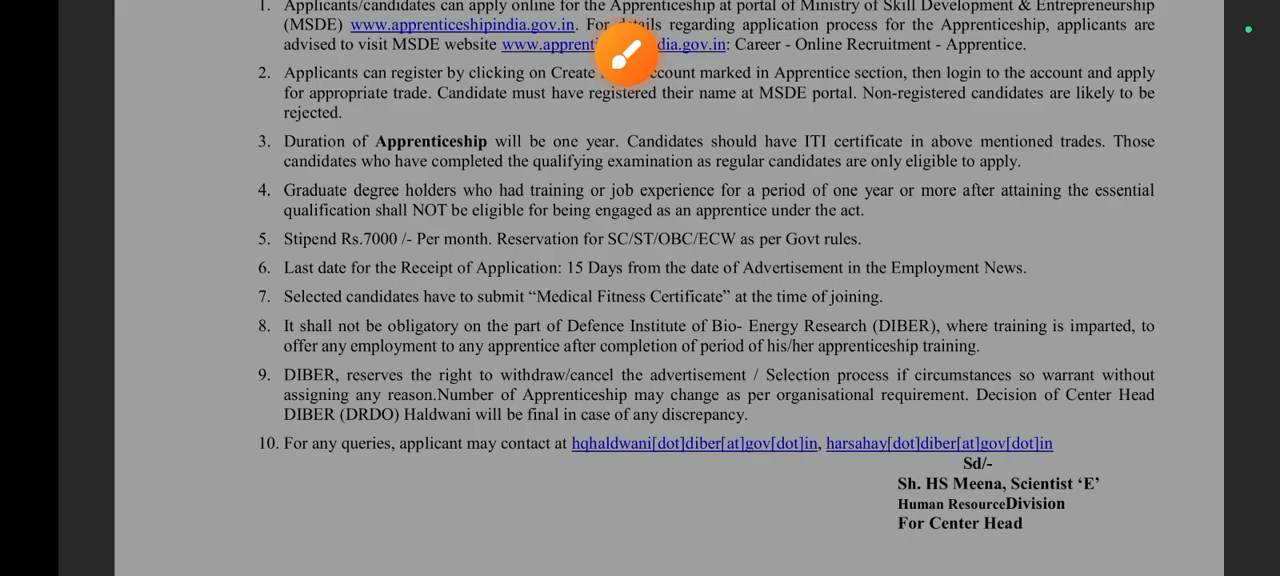 1. Applicants/candidates can apply online for the Apprenticeship at portal of Ministry of Skill Development & Entrepreneurship
(MSDE) www.apprenticeshipindia.gov.in. For details regarding application process for the Apprenticeship, applicants are
advised to visit MSDE website dia.gov.in: Career - Online Recruitment - Apprentice.
2. Applicants can register by clicking on Create account marked in Apprentice section, then login to the account and apply
for appropriate trade. Candidate must have registered their name at MSDE portal. Non-registered candidates are likely to be
rejected.
3. Duration of Apprenticeship will be one year. Candidates should have ITI certificate in above mentioned trades. Those
candidates who have completed the qualifying examination as regular candidates are only eligible to apply.
4. Graduate degree holders who had training or job experience for a period of one year or more after attaining the essential
qualification shall NOT be eligible for being engaged as an apprentice under the act.
5. Stipend Rs.7000 /- Per month. Reservation for SC/ST/OBC/ECW as per Govt rules.
6. Last date for the Receipt of Application: 15 Days from the date of Advertisement in the Employment News.
7. Selected candidates have to submit “Medical Fitness Certificate” at the time of joining.
8. It shall not be obligatory on the part of Defence Institute of Bio- Energy Research (DIBER), where training is imparted, to
offer any employment to any apprentice after completion of period of his/her apprenticeship training.
9. DIBER, reserves the right to withdraw/cancel the advertisement / Selection process if circumstances so warrant without
assigning any reason.Number of Apprenticeship may change as per organisational requirement. Decision of Center Head
DIBER (DRDO) Haldwani will be final in case of any discrepancy.
10. For any queries, applicant may contact at hqhaldwani[dot]diber[at]gov[dot]in, harsahay[dot]diber[at]gov[dot]in
Sd/-
Sh. HS Meena, Scientist ‘E’
Human ResourceDivision
For Center Head